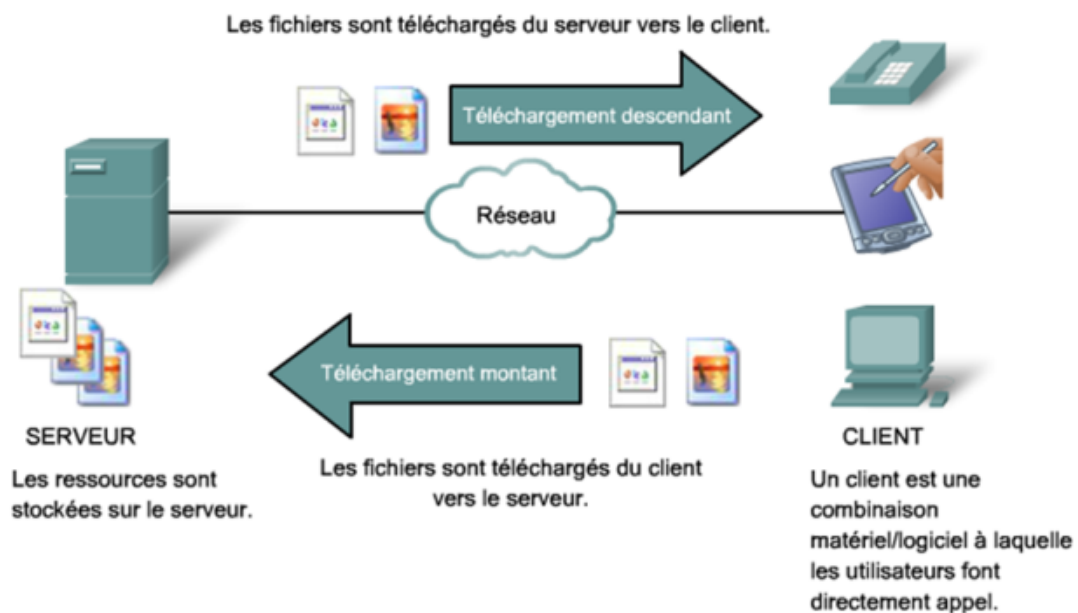 Les fichiers sont téléchargés du serveur vers le client.
Téléchargement descendant
Réseau
Téléchargement montant
SERVEUR
Les ressources sont
stockées sur le serveur.
Les fichiers sont téléchargés du client
vers le serveur.
CLIENT
Un client est une
combinaison
matériel/logiciel à laquelle
les utilisateurs font
directement appel.